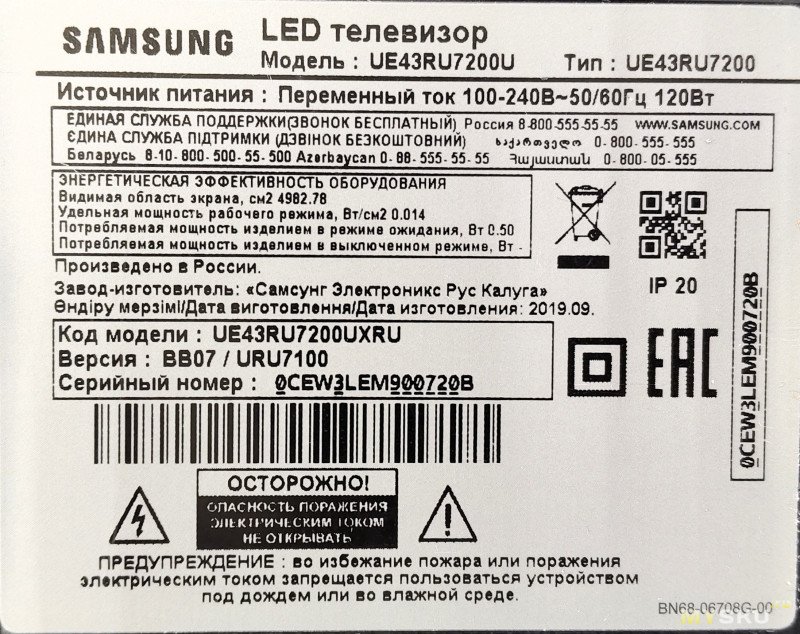 SAMSUNG LED телевизор
Модель : UE43RU7200U Тип : UE43RU7200
Источник питания : Переменный ток 100-240В~50/60Гц 120Вт
ЕДИНАЯ СЛУЖБА ПОДДЕРЖКИ(ЗВОНОК БЕСПЛАТНЫЙ) Россия 8-800-555-55-55 WWW.SAMSUNG.COM
ЄДИНА СЛУЖБА ПІДТРИМКИ (ДЗВІНОК БЕЗКОШТОВНИЙ) საქართველო 0-800-555-555
Беларусь 8-10-800-500-55-500 Azərbaycan 0-88-555-55-55 Հայաստան 0-800-05-555
ЭНЕРГЕТИЧЕСКАЯ ЭФФЕКТИВНОСТЬ ОБОРУДОВАНИЯ
Видимая область экрана, см2 4982.78
Удельная мощность рабочего режима, Вт/см2 0.014
Потребляемая мощность изделием в режиме ожидания, Вт 0.50
Потребляемая мощность изделием в выключенном режиме, Вт -
IP 20
Произведено в России.
Завод-изготовитель: «Самсунг Электроникс Рус Калуга»
Өндіру мерзімі/Дата виготовлення/Дата изготовления: 2019.09.
Код модели : UE43RU7200UXRU
Версия : BB07 / URU7100
Серийный номер : 0CEW3LEM900720B
EAC
0CEW3LEM900720B
ОСТОРОЖНО!
ОПАСНОСТЬ ПОРАЖЕНИЯ
ЭЛЕКТРИЧЕСКИМ ТОКОМ
НЕ ОТКРЫВАТЬ
ПРЕДУПРЕЖДЕНИЕ : во избежание пожара или поражения
электрическим током запрещается пользоваться устройством
под дождем или во влажной среде.
BN68-06708G-00
MYSKU